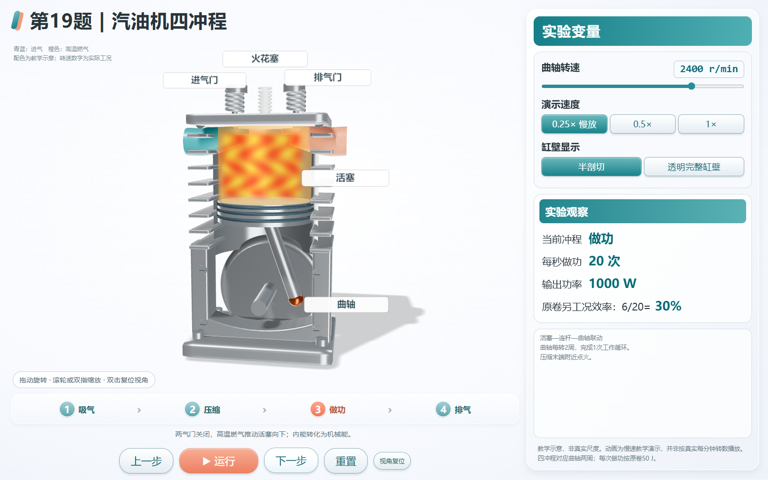 第19题 | 汽油机四冲程
青蓝：进气 橙色：高温燃气
配色为教学示意；转速数字为实际工况
火花塞
进气门
排气门
活塞
曲轴
拖动旋转 · 滚轮或双指缩放 · 双击复位视角
1 吸气 › 2 压缩 › 3 做功 › 4 排气
两气门关闭，高温燃气推动活塞向下；内能转化为机械能。
上一步 ▶ 运行 下一步 重置 视角复位
实验变量
曲轴转速 2400 r/min
演示速度
0.25× 慢放 0.5× 1×
缸壁显示
半剖切 透明完整缸壁
实验观察
当前冲程 做功
每秒做功 20 次
输出功率 1000 W
原卷另工况效率：6/20= 30%
活塞—连杆—曲轴联动
曲轴每转2周，完成1次工作循环。
压缩末端附近点火。
教学示意，非真实尺度。动画为慢速教学演示，并非按真实每分钟转数播放。
四冲程对应曲轴两周；每次做功按原卷50 J。